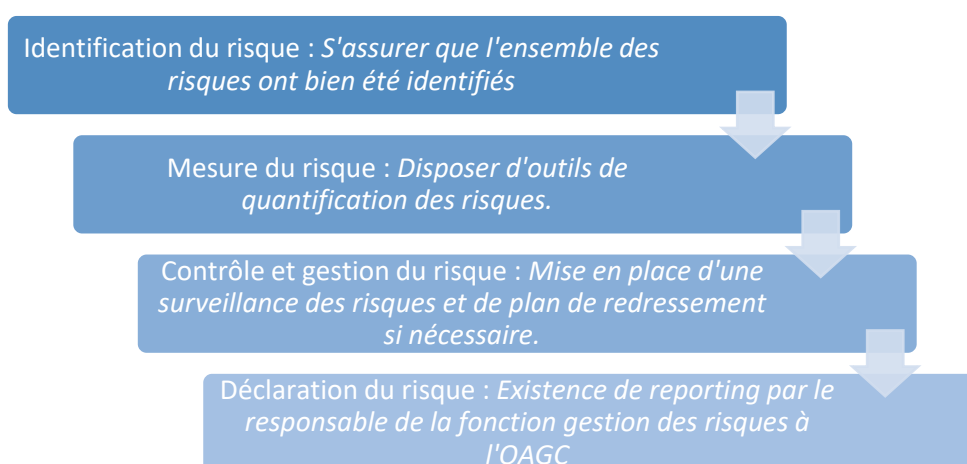 Identification du risque : S'assurer que l'ensemble des
risques ont bien été identifiés
Mesure du risque : Disposer d'outils de
quantification des risques.
Contrôle et gestion du risque : Mise en place d'une
surveillance des risques et de plan de redressement
si nécessaire.
Déclaration du risque : Existence de reporting par le
responsable de la fonction gestion des risques à
l'OAGC